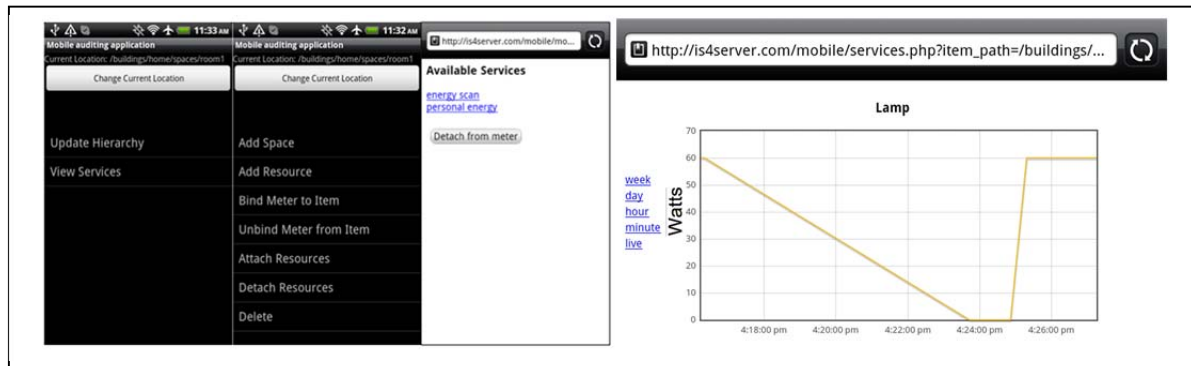 11:33 AM
Mobile auditing application
Current Location: /buildings/home/spaces/room1
Change Current Location
Update Hierarchy
View Services
11:32 AM
Mobile auditing application
Current Location: /buildings/home/spaces/room1
Change Current Location
Add Space
Add Resource
Bind Meter to Item
Unbind Meter from Item
Attach Resources
Detach Resources
Delete
http://is4server.com/mobile/mo...
Available Services
energy scan
personal energy
Detach from meter
http://is4server.com/mobile/services.php?item_path=/buildings/...
Lamp
week
day
hour
minute
live
Watts
70
60
50
40
30
20
10
0
4:18:00 pm
4:20:00 pm
4:22:00 pm
4:24:00 pm
4:26:00 pm